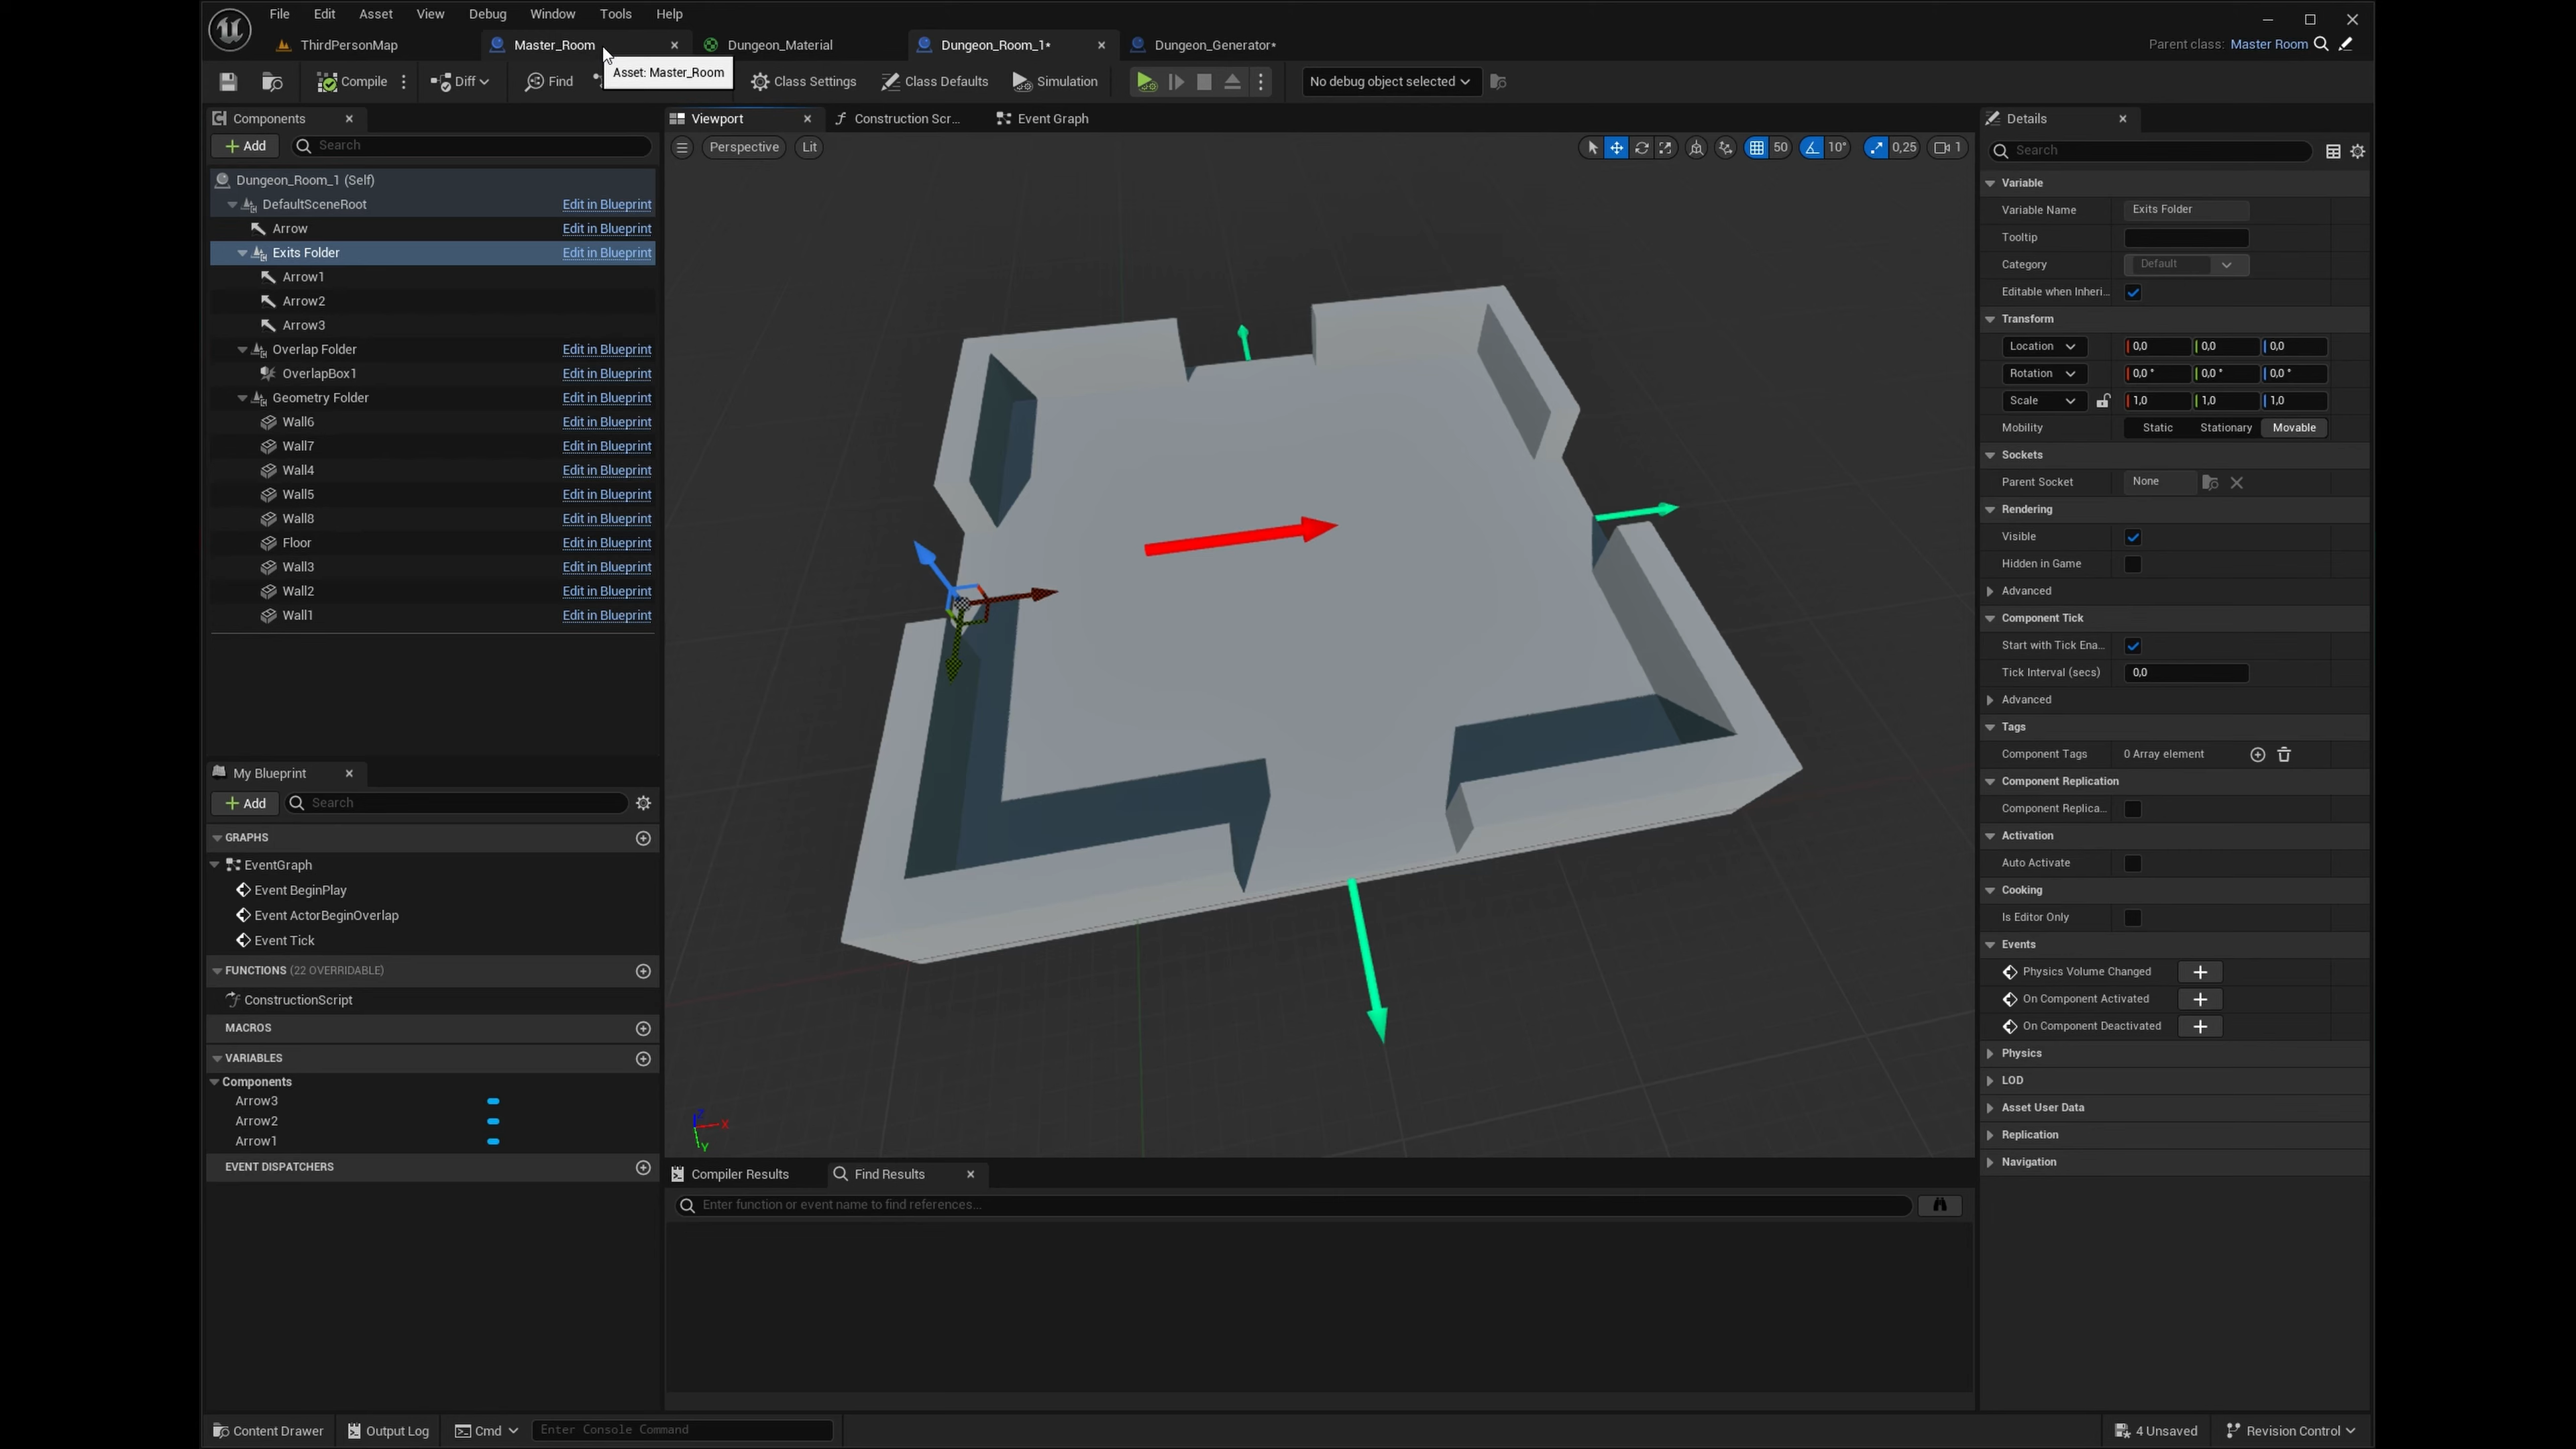 File Edit Asset View Debug Window Tools Help
ThirdPersonMap Master_Room Dungeon_Material Dungeon_Room_1* Dungeon_Generator* Parent class: Master Room
Asset: Master_Room
Compile Diff Find Class Settings Class Defaults Simulation No debug object selected
Components
Add Search
Dungeon_Room_1 (Self)
DefaultSceneRoot Edit in Blueprint
Arrow Edit in Blueprint
Exits Folder Edit in Blueprint
Arrow1
Arrow2
Arrow3
Overlap Folder Edit in Blueprint
OverlapBox1 Edit in Blueprint
Geometry Folder Edit in Blueprint
Wall6 Edit in Blueprint
Wall7 Edit in Blueprint
Wall4 Edit in Blueprint
Wall5 Edit in Blueprint
Wall8 Edit in Blueprint
Floor Edit in Blueprint
Wall3 Edit in Blueprint
Wall2 Edit in Blueprint
Wall1 Edit in Blueprint
My Blueprint
Add Search
GRAPHS
EventGraph
Event BeginPlay
Event ActorBeginOverlap
Event Tick
FUNCTIONS (22 OVERRIDABLE)
ConstructionScript
MACROS
VARIABLES
Components
Arrow3
Arrow2
Arrow1
EVENT DISPATCHERS
Viewport Construction Scr... Event Graph
Perspective Lit 50 10° 0,25 1
Z X Y
Compiler Results Find Results
Enter function or event name to find references...
Details
Search
Variable
Variable Name Exits Folder
Tooltip
Category Default
Editable when Inheri...
Transform
Location 0,0 0,0 0,0
Rotation 0,0 ° 0,0 ° 0,0 °
Scale 1,0 1,0 1,0
Mobility Static Stationary Movable
Sockets
Parent Socket None
Rendering
Visible
Hidden in Game
Advanced
Component Tick
Start with Tick Ena...
Tick Interval (secs) 0,0
Advanced
Tags
Component Tags 0 Array element
Component Replication
Component Replica...
Activation
Auto Activate
Cooking
Is Editor Only
Events
Physics Volume Changed
On Component Activated
On Component Deactivated
Physics
LOD
Asset User Data
Replication
Navigation
Content Drawer Output Log Cmd Enter Console Command 4 Unsaved Revision Control